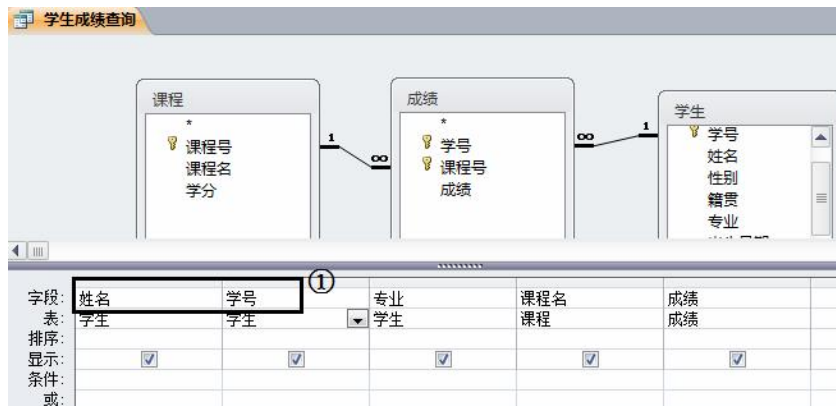 学生成绩查询
课程
*
课程号
课程名
学分
1
∞
成绩
*
学号
课程号
成绩
∞
1
学生
学号
姓名
性别
籍贯
专业
①
字段: 姓名 学号 专业 课程名 成绩
表: 学生 学生 学生 课程 成绩
排序:
显示:
条件:
或: